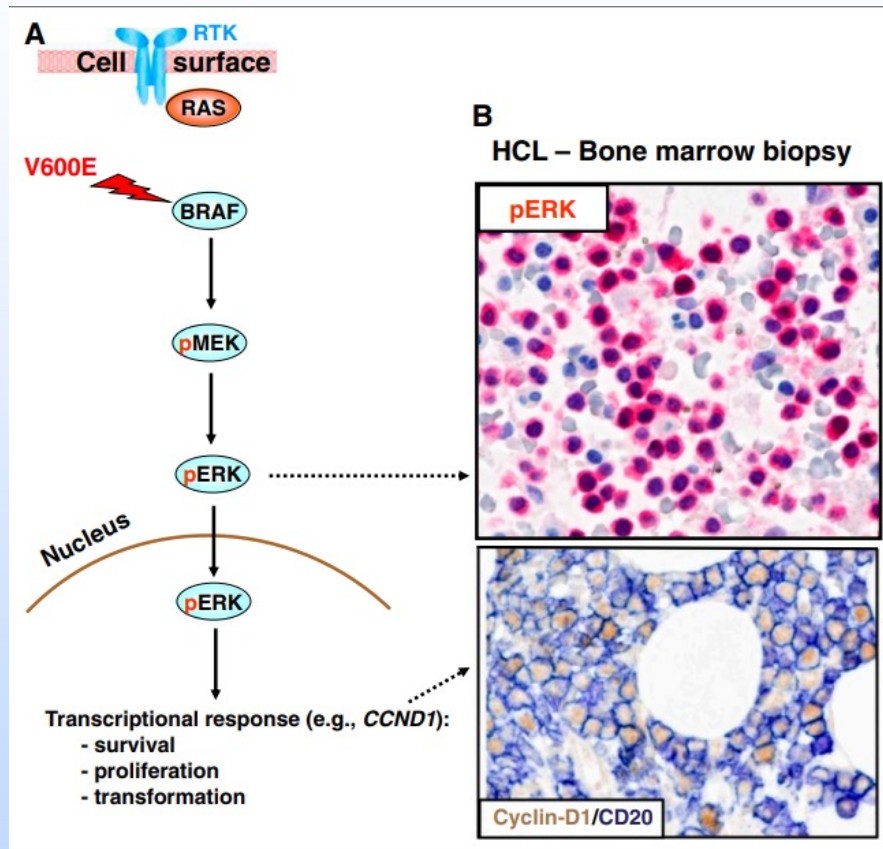 A
RTK
Cell surface
RAS
V600E
BRAF
pMEK
pERK
Nucleus
pERK
Transcriptional response (e.g., CCND1):
- survival
- proliferation
- transformation
B
HCL – Bone marrow biopsy
pERK
Cyclin-D1/CD20